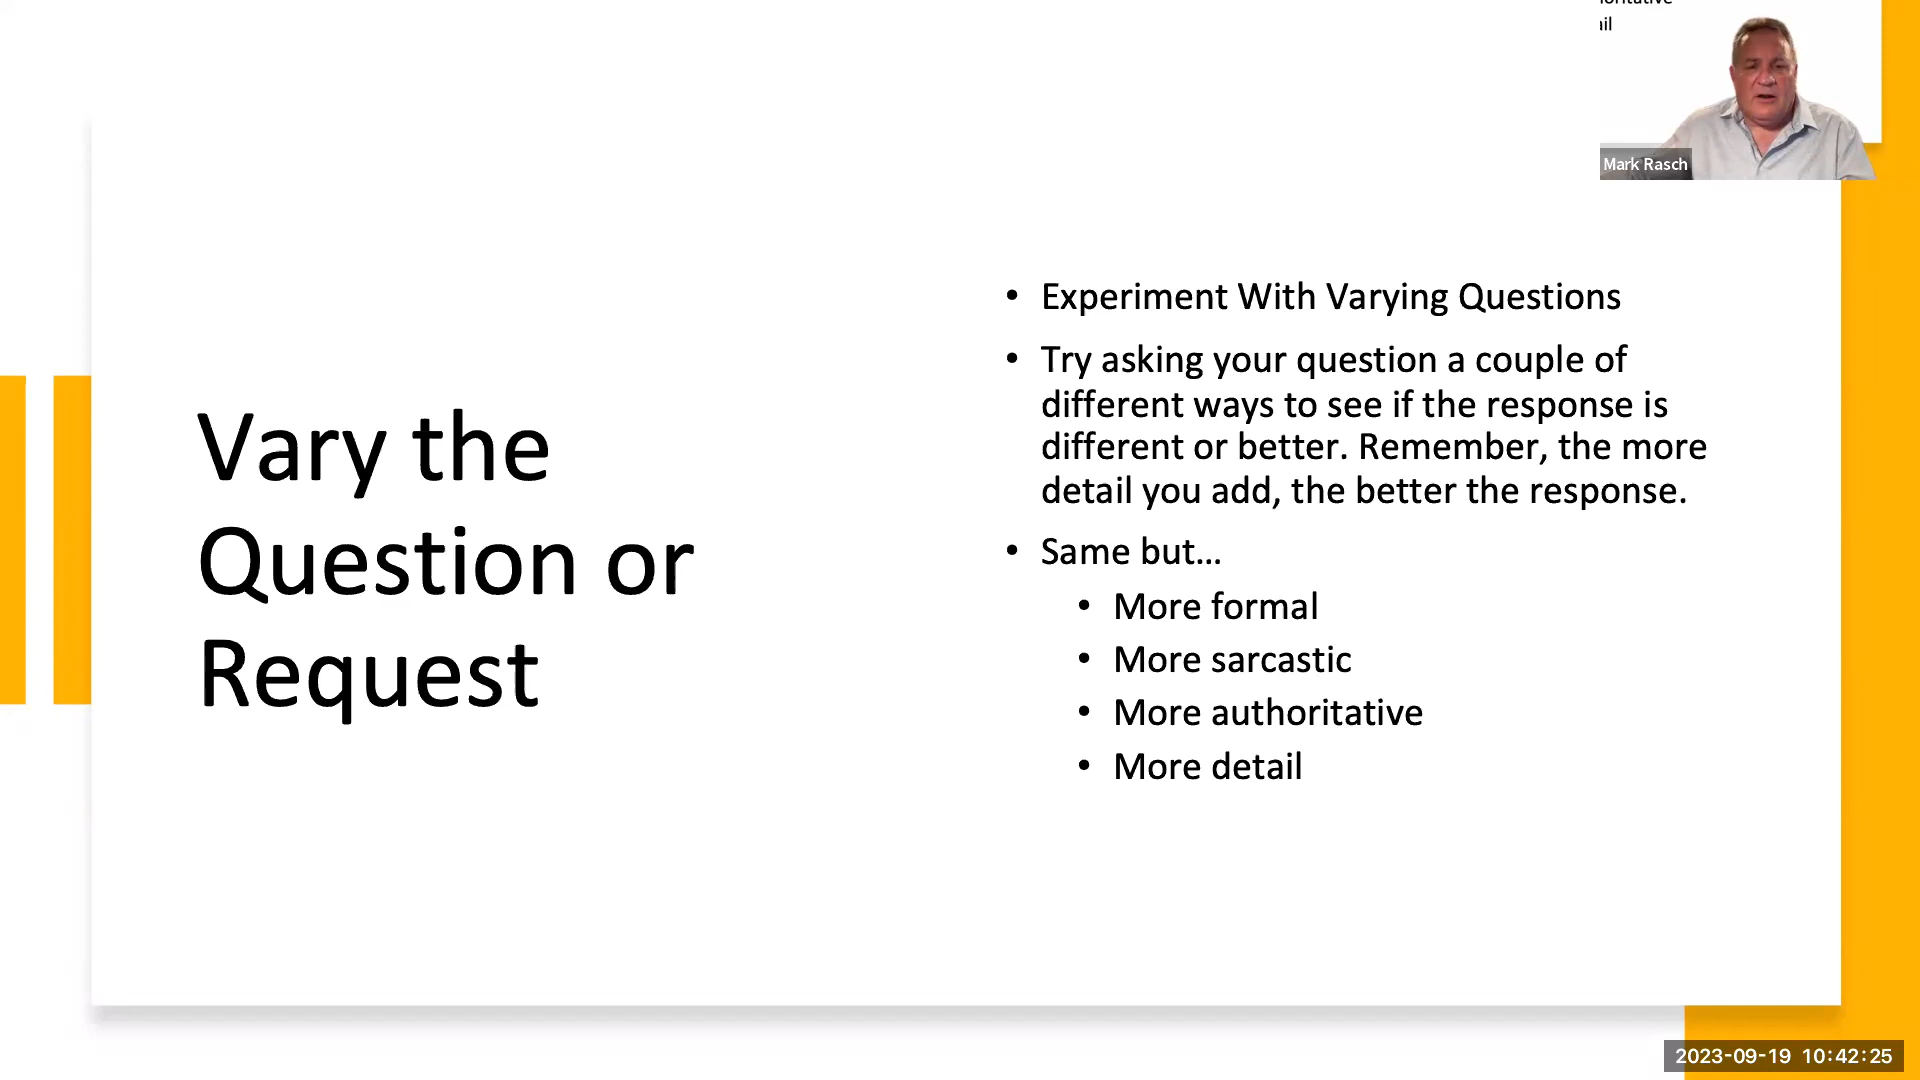 ail
Mark Rasch
Vary the
Question or
Request
• Experiment With Varying Questions
• Try asking your question a couple of
different ways to see if the response is
different or better. Remember, the more
detail you add, the better the response.
• Same but...
• More formal
• More sarcastic
• More authoritative
• More detail
2023-09-19 10:42:25